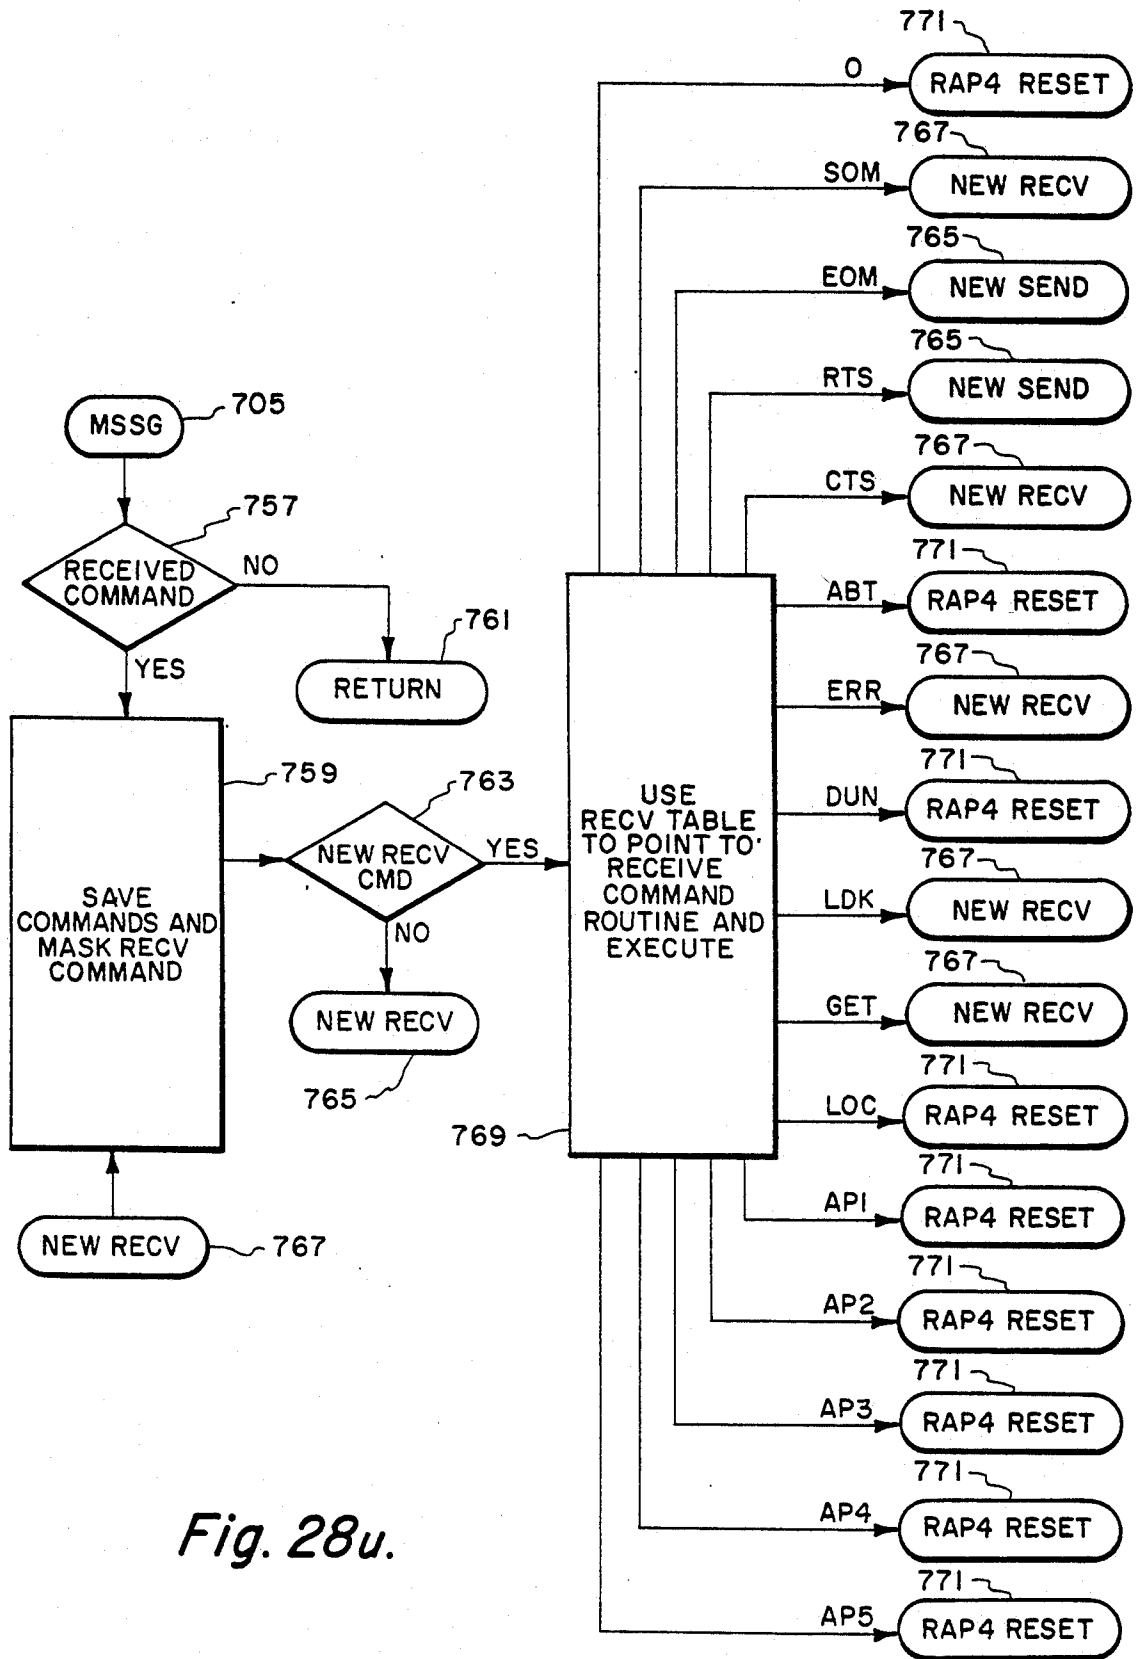 771
O
RAP4 RESET
767
SOM
NEW RECV
765
EOM
NEW SEND
765
RTS
NEW SEND
767
CTS
NEW RECV
771
ABT
RAP4 RESET
767
ERR
NEW RECV
771
DUN
RAP4 RESET
767
LDK
NEW RECV
767
GET
NEW RECV
771
LOC
RAP4 RESET
771
AP1
RAP4 RESET
771
AP2
RAP4 RESET
771
AP3
RAP4 RESET
771
AP4
RAP4 RESET
771
AP5
RAP4 RESET
MSSG
705
757
RECEIVED
COMMAND
NO
YES
761
RETURN
759
SAVE
COMMANDS AND
MASK RECV
COMMAND
763
NEW RECV
CMD
YES
NO
NEW RECV
765
NEW RECV
767
USE
RECV TABLE
TO POINT TO
RECEIVE
COMMAND
ROUTINE AND
EXECUTE
769
Fig. 28u.